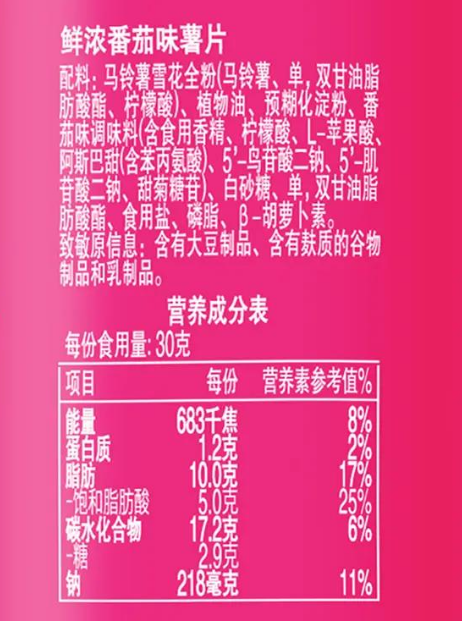 鲜浓番茄味薯片
配料:马铃薯雪花全粉(马铃薯、单,双甘油脂
肪酸酯、柠檬酸)、植物油、预糊化淀粉、番
茄味调味料(含食用香精、柠檬酸、L-苹果酸、
阿斯巴甜(含苯丙氨酸)、5'-鸟苷酸二钠、5'-肌
苷酸二钠、甜菊糖苷)、白砂糖、单,双甘油脂
肪酸酯、食用盐、磷脂、β-胡萝卜素。
致敏原信息:含有大豆制品、含有麸质的谷物
制品和乳制品。
营养成分表
每份食用量:30克
项目 每份 营养素参考值%
能量 683千焦 8%
蛋白质 1.2克 2%
脂肪 10.0克 17%
-饱和脂肪酸 5.0克 25%
碳水化合物 17.2克 6%
-糖 2.9克
钠 218毫克 11%